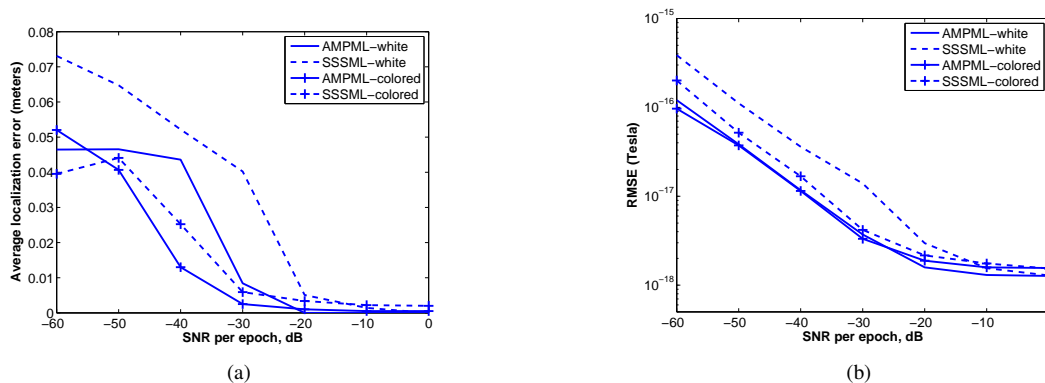 0.08
0.07
0.06
0.05
0.04
0.03
0.02
0.01
0
Average localization error (meters)
−60 −50 −40 −30 −20 −10 0
SNR per epoch, dB
AMPML−white
SSSML−white
AMPML−colored
SSSML−colored
(a)
10−15
10−16
10−17
10−18
RMSE (Tesla)
−60 −50 −40 −30 −20 −10
SNR per epoch, dB
AMPML−white
SSSML−white
AMPML−colored
SSSML−colored
(b)